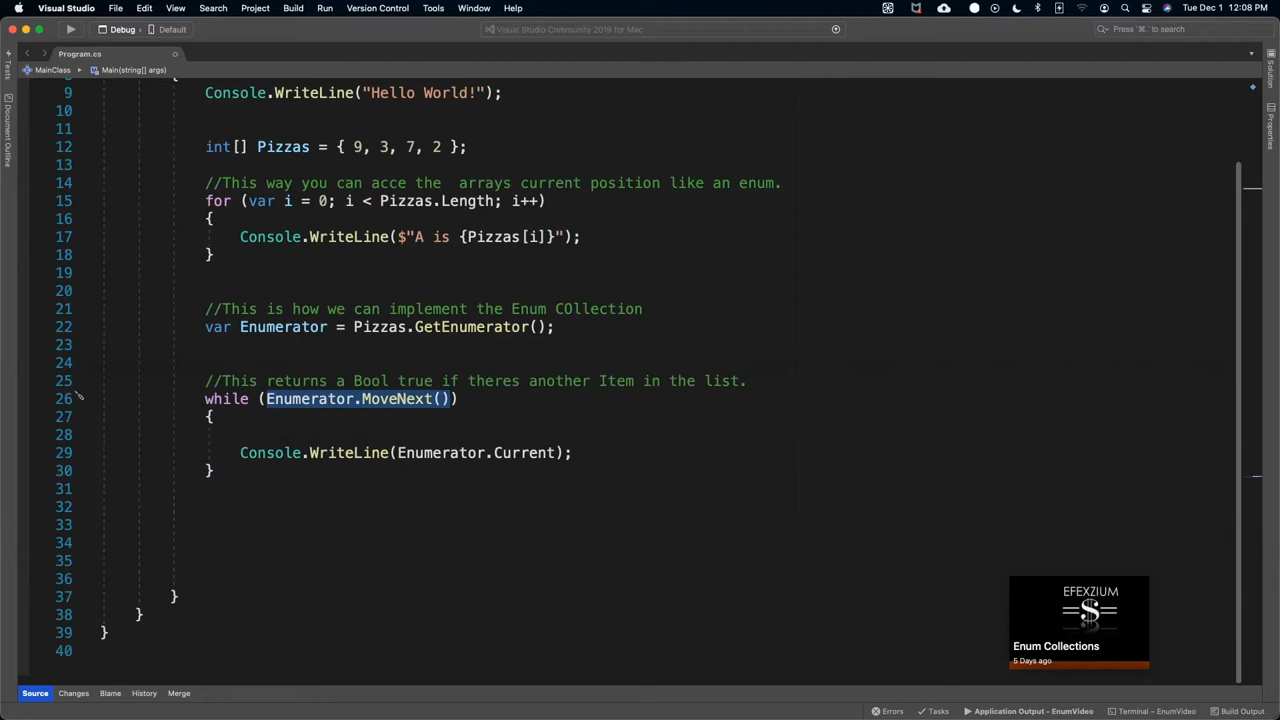 Visual Studio File Edit View Search Project Build Run Version Control Tools Window Help Tue Dec 1 12:08 PM
Debug Default Visual Studio Community 2019 for Mac Press '⌘.' to search
Program.cs
MainClass Main(string[] args)
Tests
Document Outline
Solution
Properties
9 Console.WriteLine("Hello World!");
10
11
12 int[] Pizzas = { 9, 3, 7, 2 };
13
14 //This way you can acce the  arrays current position like an enum.
15 for (var i = 0; i < Pizzas.Length; i++)
16 {
17 Console.WriteLine($"A is {Pizzas[i]}");
18 }
19
20
21 //This is how we can implement the Enum COllection
22 var Enumerator = Pizzas.GetEnumerator();
23
24
25 //This returns a Bool true if theres another Item in the list.
26 while (Enumerator.MoveNext())
27 {
28
29 Console.WriteLine(Enumerator.Current);
30 }
31
32
33
34
35
36
37 }
38 }
39 }
40
EFEXZIUM
Enum Collections
5 Days ago
Source Changes Blame History Merge
Errors Tasks Application Output - EnumVideo Terminal – EnumVideo Build Output